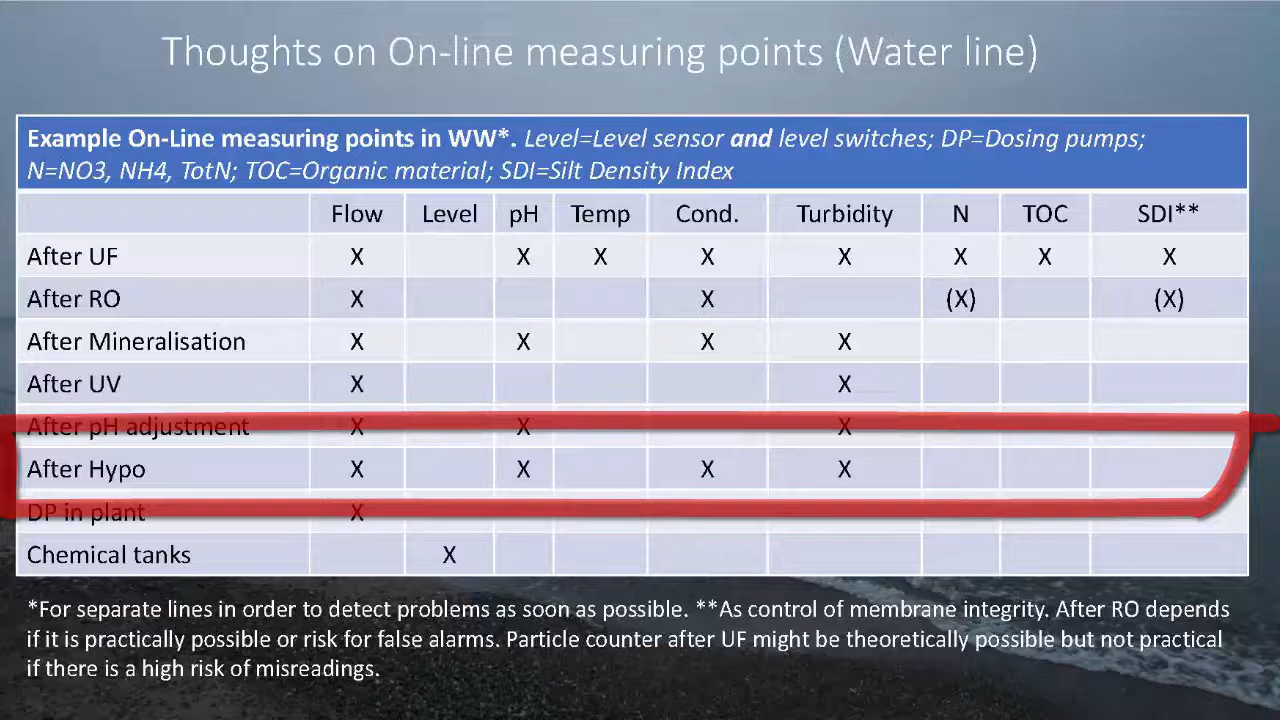 Thoughts on On-line measuring points (Water line)
Example On-Line measuring points in WW*. Level=Level sensor and level switches; DP=Dosing pumps;
N=NO3, NH4, TotN; TOC=Organic material; SDI=Silt Density Index
Flow Level pH Temp Cond. Turbidity N TOC SDI**
After UF X X X X X X X X
After RO X X (X) (X)
After Mineralisation X X X X
After UV X X
After pH adjustment X X X
After Hypo X X X X
DP in plant X
Chemical tanks X
*For separate lines in order to detect problems as soon as possible. **As control of membrane integrity. After RO depends
if it is practically possible or risk for false alarms. Particle counter after UF might be theoretically possible but not practical
if there is a high risk of misreadings.